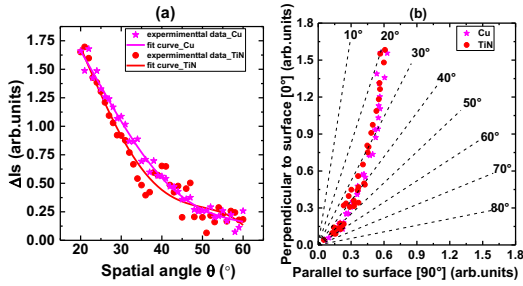 (a)
experimmenttal data_Cu
fit curve_Cu
experimmenttal data_TiN
fit curve_TiN
ΔIs (arb.units)
1.75
1.50
1.25
1.00
0.75
0.50
0.25
0.00
20
30
40
50
60
Spatial angle θ (°)
(b)
Cu
TiN
10°
20°
30°
40°
50°
60°
70°
80°
Perpendicular to surface [0°] (arb.units)
1.8
1.5
1.2
0.9
0.6
0.3
0.0
0.0
0.3
0.6
0.9
1.2
1.5
1.8
Parallel to surface [90°] (arb.units)